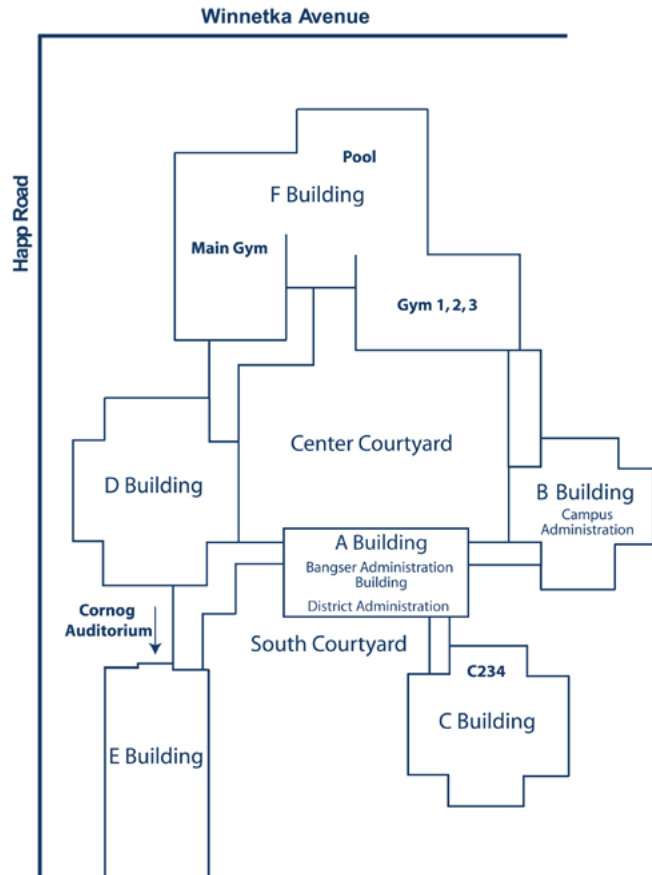 Winnetka Avenue
Happ Road
Pool
F Building
Main Gym
Gym 1, 2, 3
Center Courtyard
D Building
B Building
Campus
Administration
A Building
Bangser Administration
Building
District Administration
Cornog
Auditorium
South Courtyard
C234
C Building
E Building